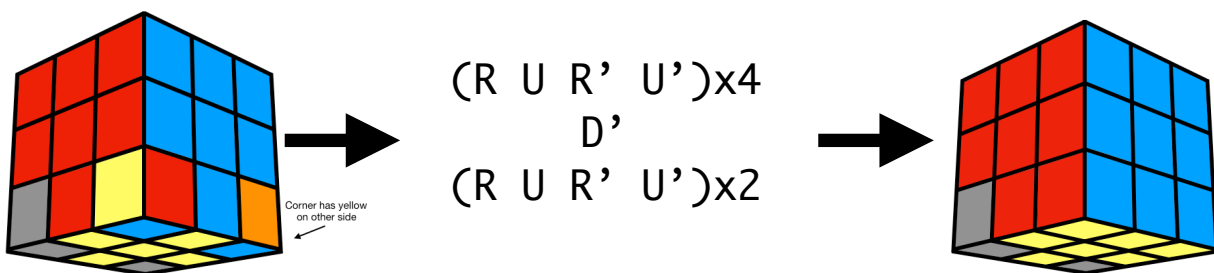 (R U R’ U’)x4
D’
(R U R’ U’)x2
Corner has yellow
on other side